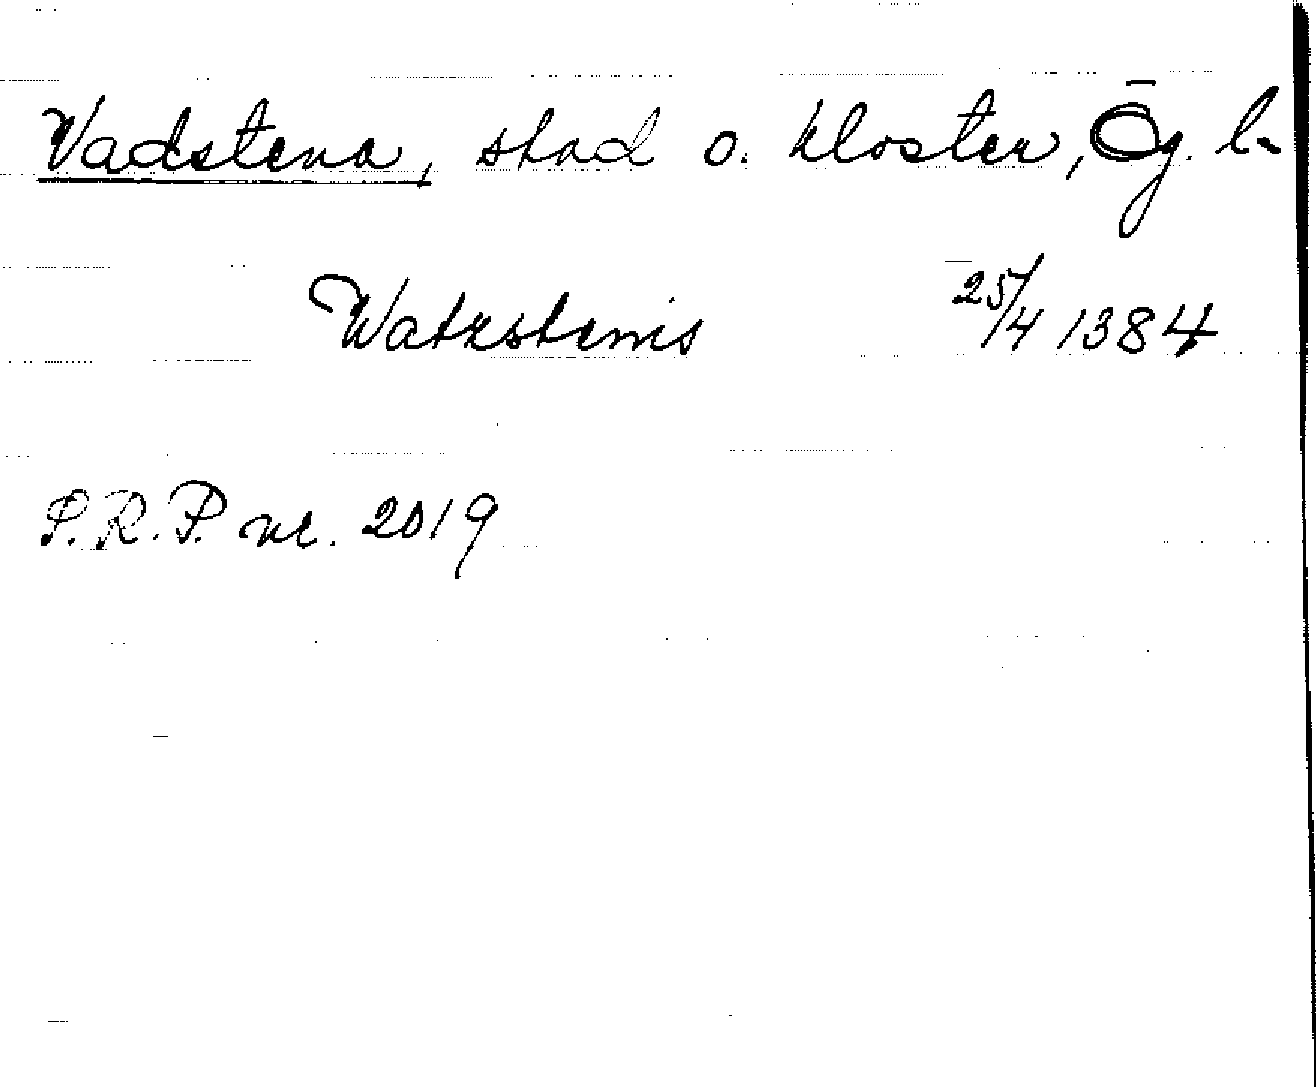 Vadstena, stad o. kloster, Ög. l.
Watzstenis 25/4 1384
S.R.P. nr. 2019